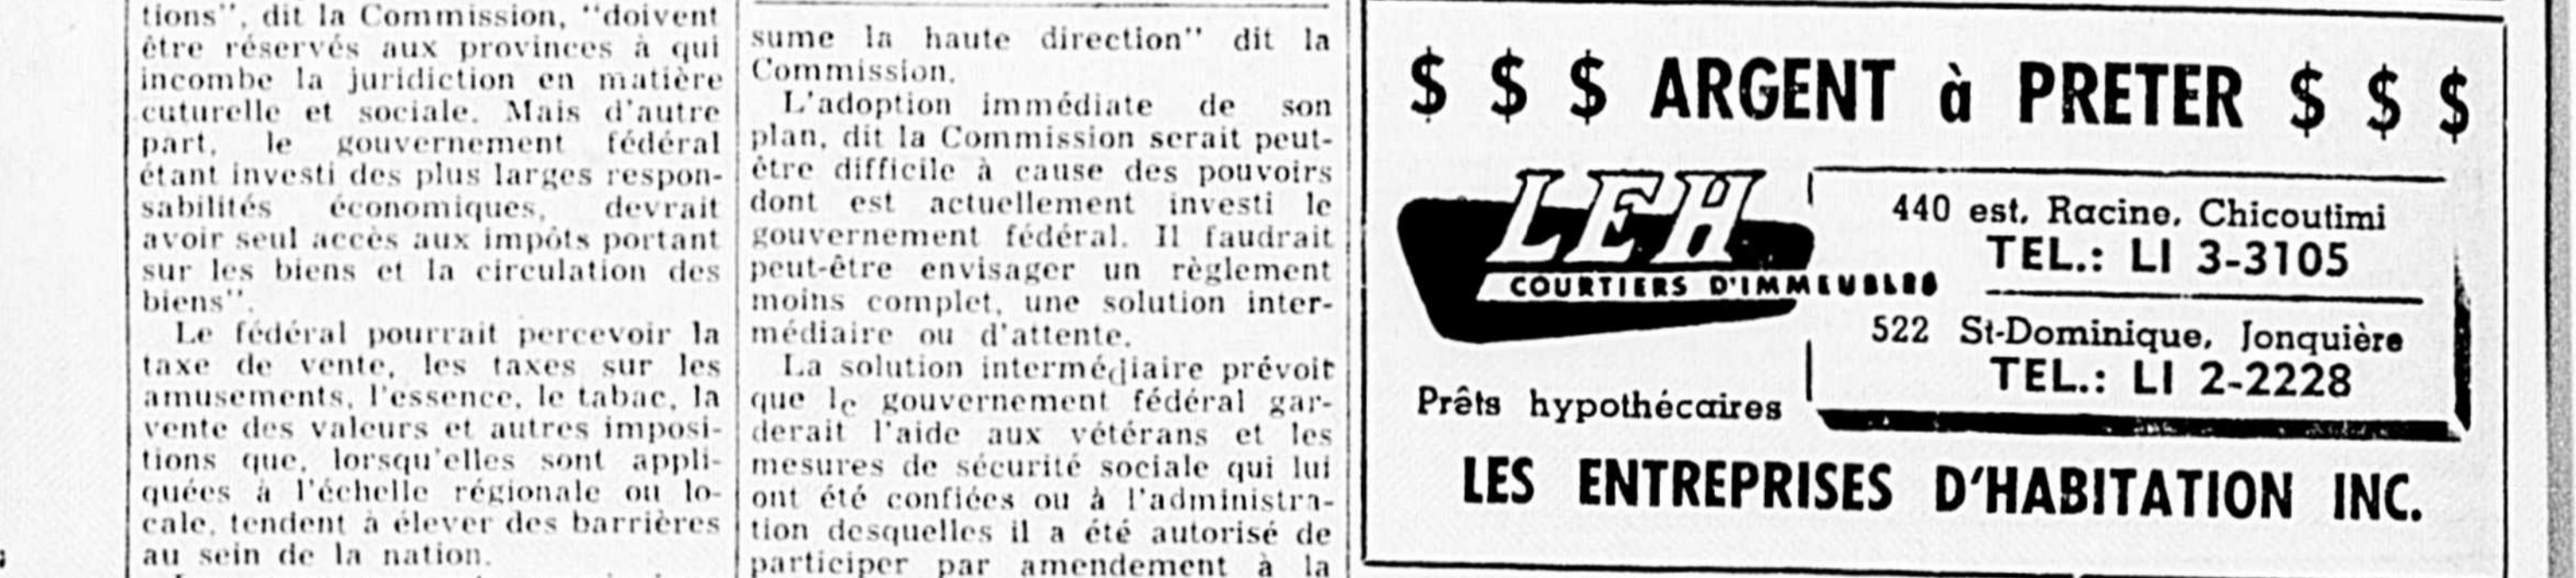 tions", dit la Commission, "doivent
être réservés aux provinces à qui
incombe la juridiction en matière
cuturelle et sociale. Mais d'autre
part, le gouvernement fédéral
étant investi des plus larges respon-
sabilités économiques, devrait
avoir seul accès aux impôts portant
sur les biens et la circulation des
biens".
Le fédéral pourrait percevoir la
taxe de vente, les taxes sur les
amusements, l'essence, le tabac, la
vente des valeurs et autres imposi-
tions que, lorsqu'elles sont appli-
quées à l'échelle régionale ou lo-
cale, tendent à élever des barrières
au sein de la nation.
sume la haute direction" dit la
Commission.
L'adoption immédiate de son
plan, dit la Commission serait peut-
être difficile à cause des pouvoirs
dont est actuellement investi le
gouvernement fédéral. Il faudrait
peut-être envisager un règlement
moins complet, une solution inter-
médiaire ou d'attente.
La solution intermédiaire prévoit
que le gouvernement fédéral gar-
derait l'aide aux vétérans et les
mesures de sécurité sociale qui lui
ont été confiées ou à l'administra-
tion desquelles il a été autorisé de
participer par amendement à la
$ $ $ ARGENT à PRETER $ $ $
LEH
COURTIERS D'IMMEUBLES
440 est, Racine, Chicoutimi
TEL.: LI 3-3105
522 St-Dominique, Jonquière
TEL.: LI 2-2228
Prêts hypothécaires
LES ENTREPRISES D'HABITATION INC.